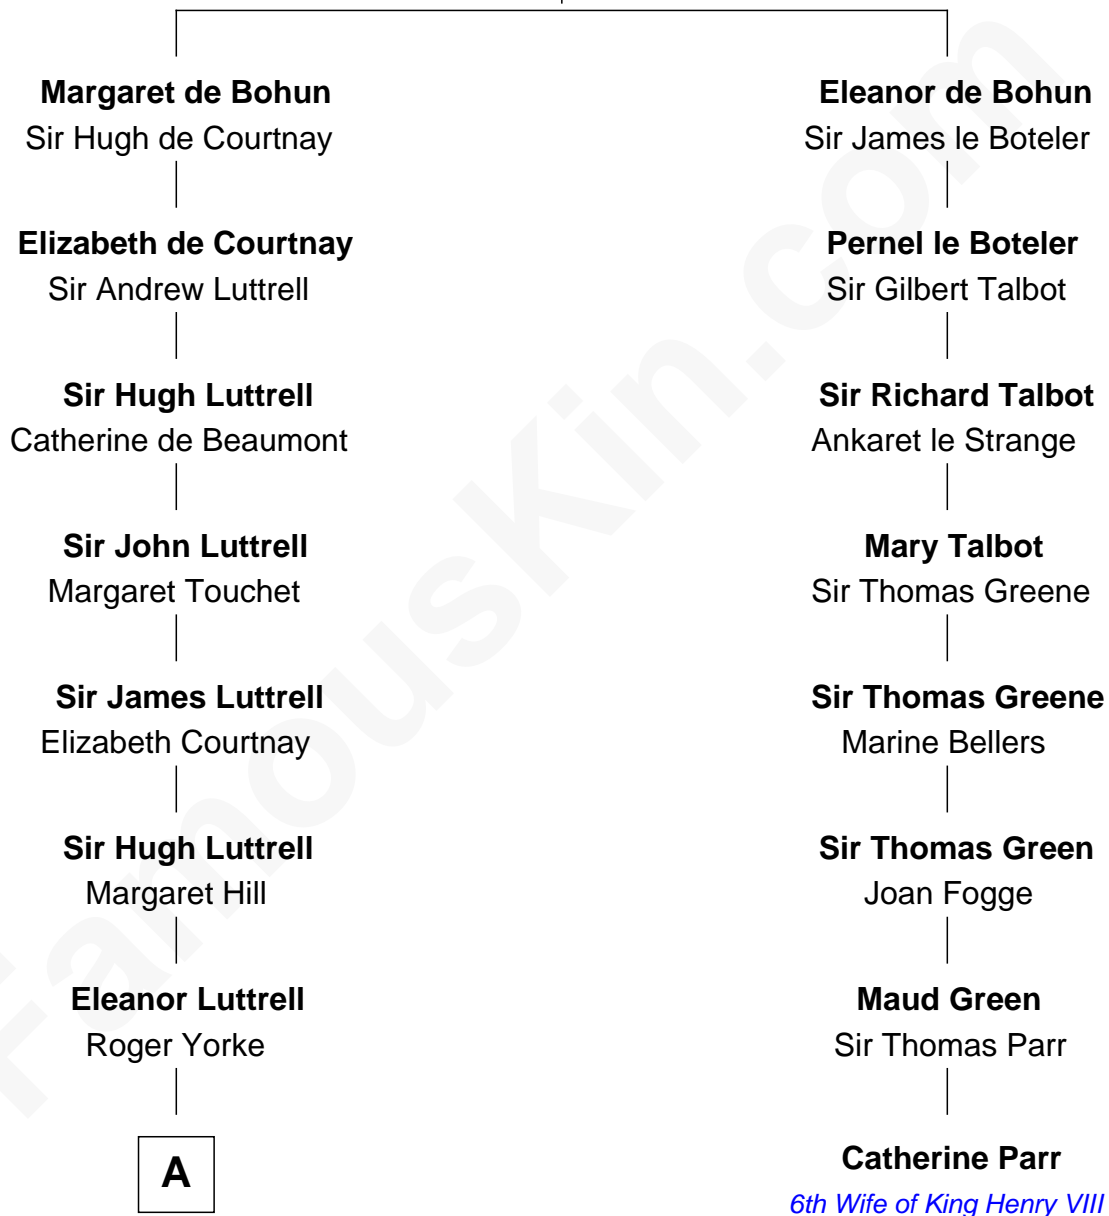 Margaret de Bohun
Sir Hugh de Courtnay
Elizabeth de Courtnay
Sir Andrew Luttrell
Sir Hugh Luttrell
Catherine de Beaumont
Sir John Luttrell
Margaret Touchet
Sir James Luttrell
Elizabeth Courtnay
Sir Hugh Luttrell
Margaret Hill
Eleanor Luttrell
Roger Yorke
A
Eleanor de Bohun
Sir James le Boteler
Pernel le Boteler
Sir Gilbert Talbot
Sir Richard Talbot
Ankaret le Strange
Mary Talbot
Sir Thomas Greene
Sir Thomas Greene
Marine Bellers
Sir Thomas Green
Joan Fogge
Maud Green
Sir Thomas Parr
Catherine Parr
6th Wife of King Henry VIII
FamousKin.com